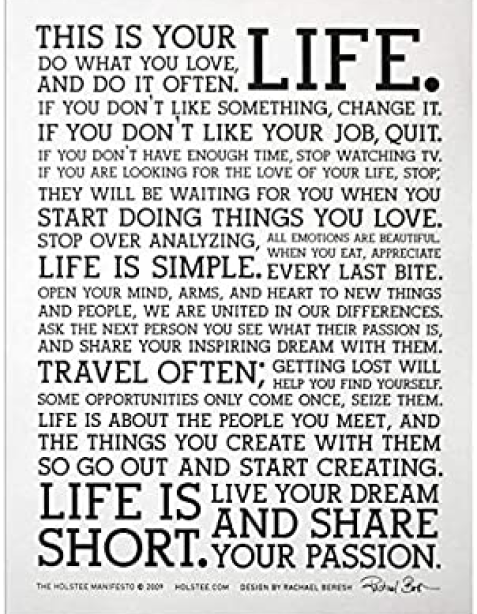 THIS IS YOUR LIFE.
DO WHAT YOU LOVE,
AND DO IT OFTEN.
IF YOU DON'T LIKE SOMETHING, CHANGE IT.
IF YOU DON'T LIKE YOUR JOB, QUIT.
IF YOU DON'T HAVE ENOUGH TIME, STOP WATCHING TV.
IF YOU ARE LOOKING FOR THE LOVE OF YOUR LIFE, STOP;
THEY WILL BE WAITING FOR YOU WHEN YOU
START DOING THINGS YOU LOVE.
STOP OVER ANALYZING,
LIFE IS SIMPLE.
ALL EMOTIONS ARE BEAUTIFUL.
WHEN YOU EAT, APPRECIATE
EVERY LAST BITE.
OPEN YOUR MIND, ARMS, AND HEART TO NEW THINGS
AND PEOPLE, WE ARE UNITED IN OUR DIFFERENCES.
ASK THE NEXT PERSON YOU SEE WHAT THEIR PASSION IS,
AND SHARE YOUR INSPIRING DREAM WITH THEM.
TRAVEL OFTEN;
GETTING LOST WILL
HELP YOU FIND YOURSELF.
SOME OPPORTUNITIES ONLY COME ONCE, SEIZE THEM.
LIFE IS ABOUT THE PEOPLE YOU MEET, AND
THE THINGS YOU CREATE WITH THEM
SO GO OUT AND START CREATING.
LIFE IS
SHORT.
LIVE YOUR DREAM
AND SHARE
YOUR PASSION.
THE HOLSTEE MANIFESTO © 2009 HOLSTEE.COM DESIGN BY RACHAEL BERESH